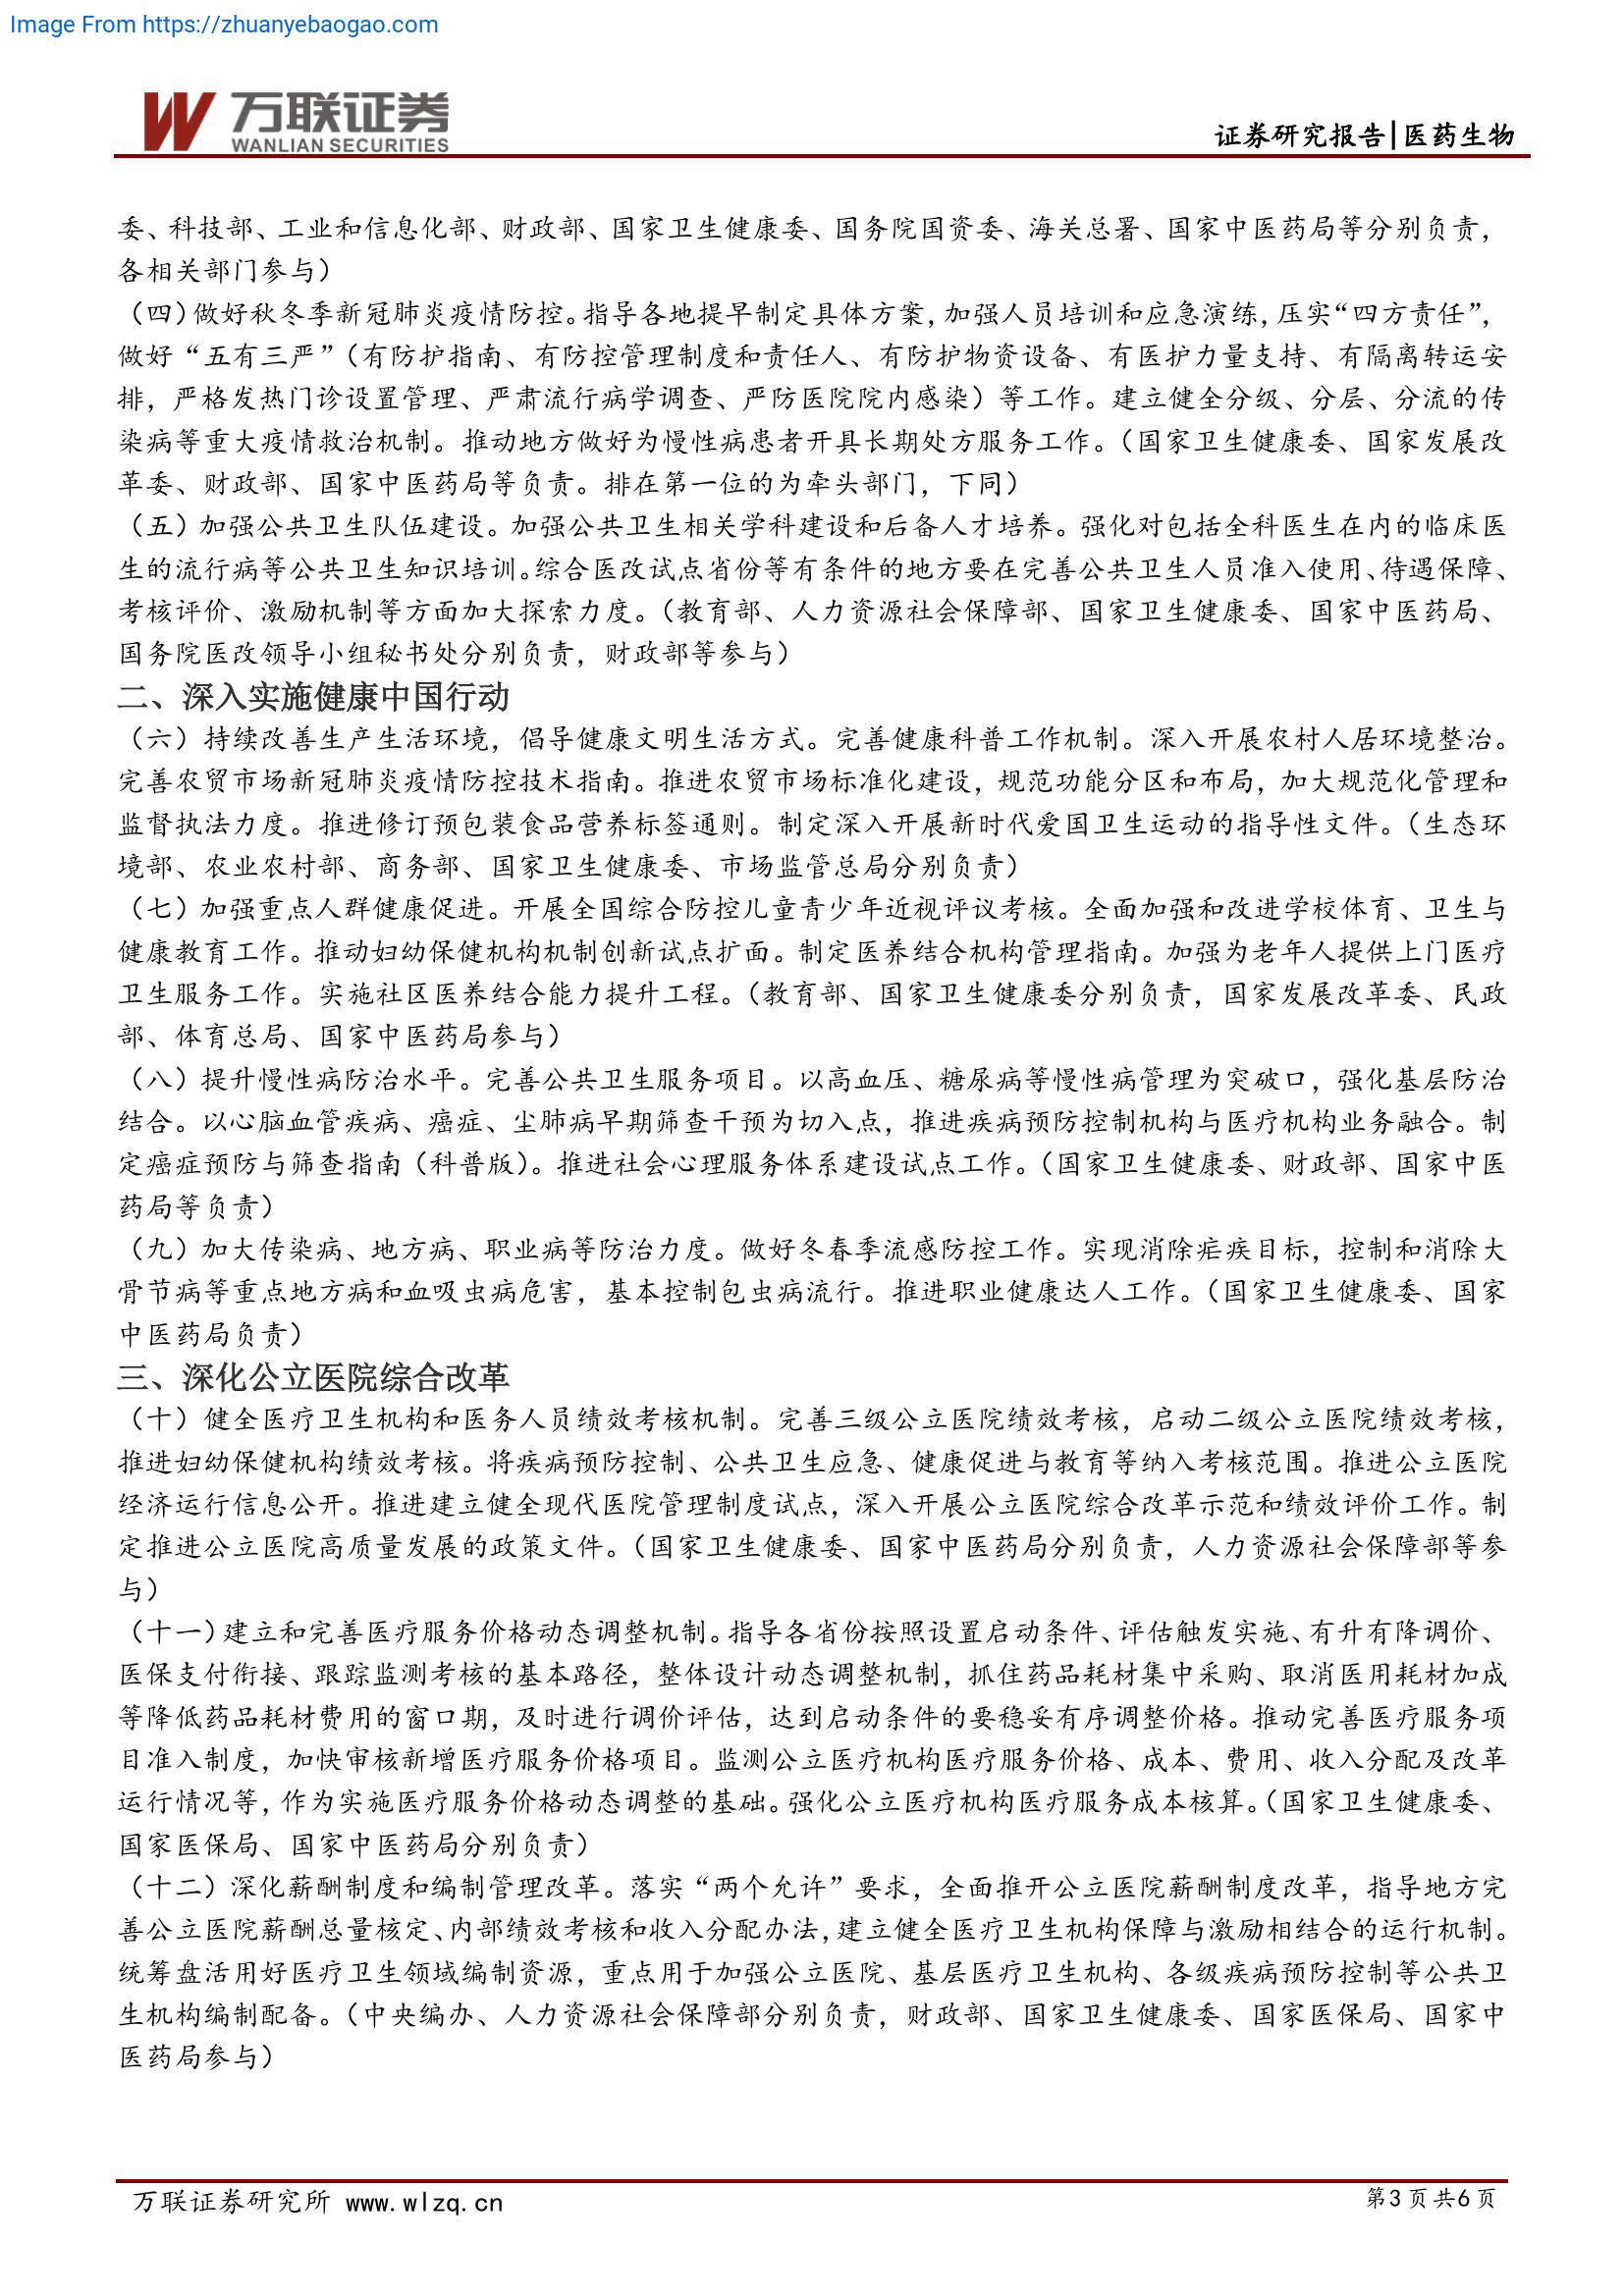 Image From https://zhuanyebaogao.com
万联证券
WANLIAN SECURITIES
证券研究报告|医药生物
委、科技部、工业和信息化部、财政部、国家卫生健康委、国务院国资委、海关总署、国家中医药局等分别负责，
各相关部门参与）
（四）做好秋冬季新冠肺炎疫情防控。指导各地提早制定具体方案，加强人员培训和应急演练，压实“四方责任”，
做好“五有三严”（有防护指南、有防控管理制度和责任人、有防护物资设备、有医护力量支持、有隔离转运安
排，严格发热门诊设置管理、严肃流行病学调查、严防医院院内感染）等工作。建立健全分级、分层、分流的传
染病等重大疫情救治机制。推动地方做好为慢性病患者开具长期处方服务工作。（国家卫生健康委、国家发展改
革委、财政部、国家中医药局等负责。排在第一位的为牵头部门，下同）
（五）加强公共卫生队伍建设。加强公共卫生相关学科建设和后备人才培养。强化对包括全科医生在内的临床医
生的流行病等公共卫生知识培训。综合医改试点省份等有条件的地方要在完善公共卫生人员准入使用、待遇保障、
考核评价、激励机制等方面加大探索力度。（教育部、人力资源社会保障部、国家卫生健康委、国家中医药局、
国务院医改领导小组秘书处分别负责，财政部等参与）
二、深入实施健康中国行动
（六）持续改善生产生活环境，倡导健康文明生活方式。完善健康科普工作机制。深入开展农村人居环境整治。
完善农贸市场新冠肺炎疫情防控技术指南。推进农贸市场标准化建设，规范功能分区和布局，加大规范化管理和
监督执法力度。推进修订预包装食品营养标签通则。制定深入开展新时代爱国卫生运动的指导性文件。（生态环
境部、农业农村部、商务部、国家卫生健康委、市场监管总局分别负责）
（七）加强重点人群健康促进。开展全国综合防控儿童青少年近视评议考核。全面加强和改进学校体育、卫生与
健康教育工作。推动妇幼保健机构机制创新试点扩面。制定医养结合机构管理指南。加强为老年人提供上门医疗
卫生服务工作。实施社区医养结合能力提升工程。（教育部、国家卫生健康委分别负责，国家发展改革委、民政
部、体育总局、国家中医药局参与）
（八）提升慢性病防治水平。完善公共卫生服务项目。以高血压、糖尿病等慢性病管理为突破口，强化基层防治
结合。以心脑血管疾病、癌症、尘肺病早期筛查干预为切入点，推进疾病预防控制机构与医疗机构业务融合。制
定癌症预防与筛查指南（科普版）。推进社会心理服务体系建设试点工作。（国家卫生健康委、财政部、国家中医
药局等负责）
（九）加大传染病、地方病、职业病等防治力度。做好冬春季流感防控工作。实现消除疟疾目标，控制和消除大
骨节病等重点地方病和血吸虫病危害，基本控制包虫病流行。推进职业健康达人工作。（国家卫生健康委、国家
中医药局负责）
三、深化公立医院综合改革
（十）健全医疗卫生机构和医务人员绩效考核机制。完善三级公立医院绩效考核，启动二级公立医院绩效考核，
推进妇幼保健机构绩效考核。将疾病预防控制、公共卫生应急、健康促进与教育等纳入考核范围。推进公立医院
经济运行信息公开。推进建立健全现代医院管理制度试点，深入开展公立医院综合改革示范和绩效评价工作。制
定推进公立医院高质量发展的政策文件。（国家卫生健康委、国家中医药局分别负责，人力资源社会保障部等参
与）
（十一）建立和完善医疗服务价格动态调整机制。指导各省份按照设置启动条件、评估触发实施、有升有降调价、
医保支付衔接、跟踪监测考核的基本路径，整体设计动态调整机制，抓住药品耗材集中采购、取消医用耗材加成
等降低药品耗材费用的窗口期，及时进行调价评估，达到启动条件的要稳妥有序调整价格。推动完善医疗服务项
目准入制度，加快审核新增医疗服务价格项目。监测公立医疗机构医疗服务价格、成本、费用、收入分配及改革
运行情况等，作为实施医疗服务价格动态调整的基础。强化公立医疗机构医疗服务成本核算。（国家卫生健康委、
国家医保局、国家中医药局分别负责）
（十二）深化薪酬制度和编制管理改革。落实“两个允许”要求，全面推开公立医院薪酬制度改革，指导地方完
善公立医院薪酬总量核定、内部绩效考核和收入分配办法，建立健全医疗卫生机构保障与激励相结合的运行机制。
统筹盘活用好医疗卫生领域编制资源，重点用于加强公立医院、基层医疗卫生机构、各级疾病预防控制等公共卫
生机构编制配备。（中央编办、人力资源社会保障部分别负责，财政部、国家卫生健康委、国家医保局、国家中
医药局参与）
万联证券研究所 www.wlzq.cn
第3页共6页